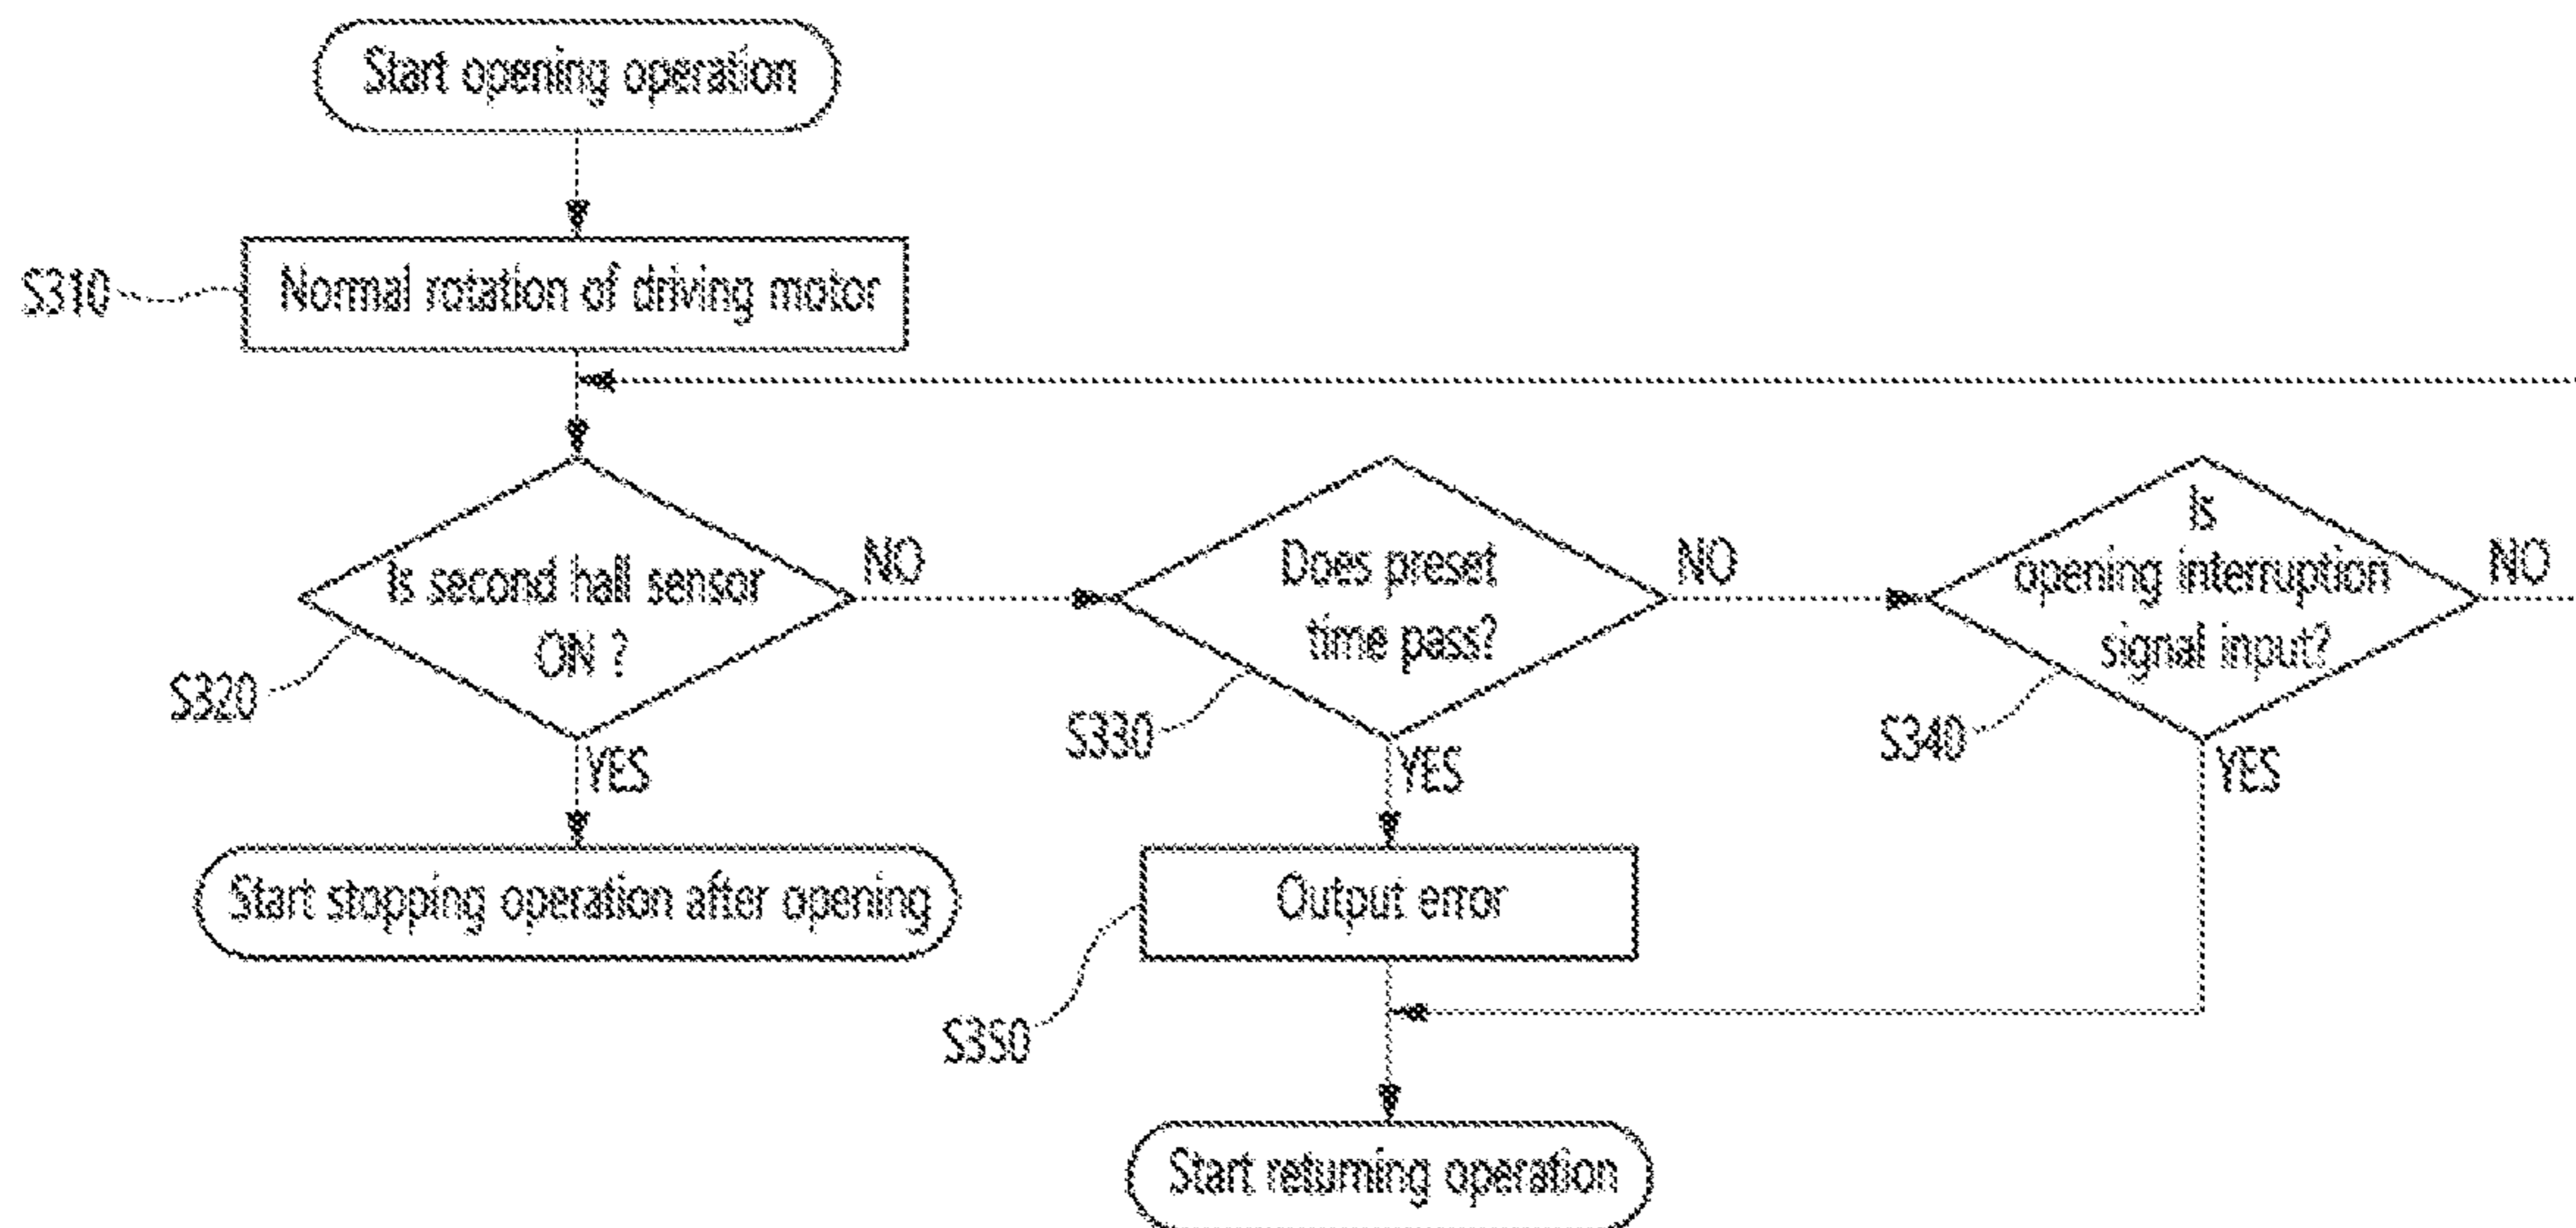 Start opening operation
S310
Normal rotation of driving motor
Is second hall sensor
ON ?
S320
NO
YES
Does preset
time pass?
S330
NO
YES
Is
opening interruption
signal input?
S340
NO
YES
Start stopping operation after opening
Output error
S350
Start returning operation